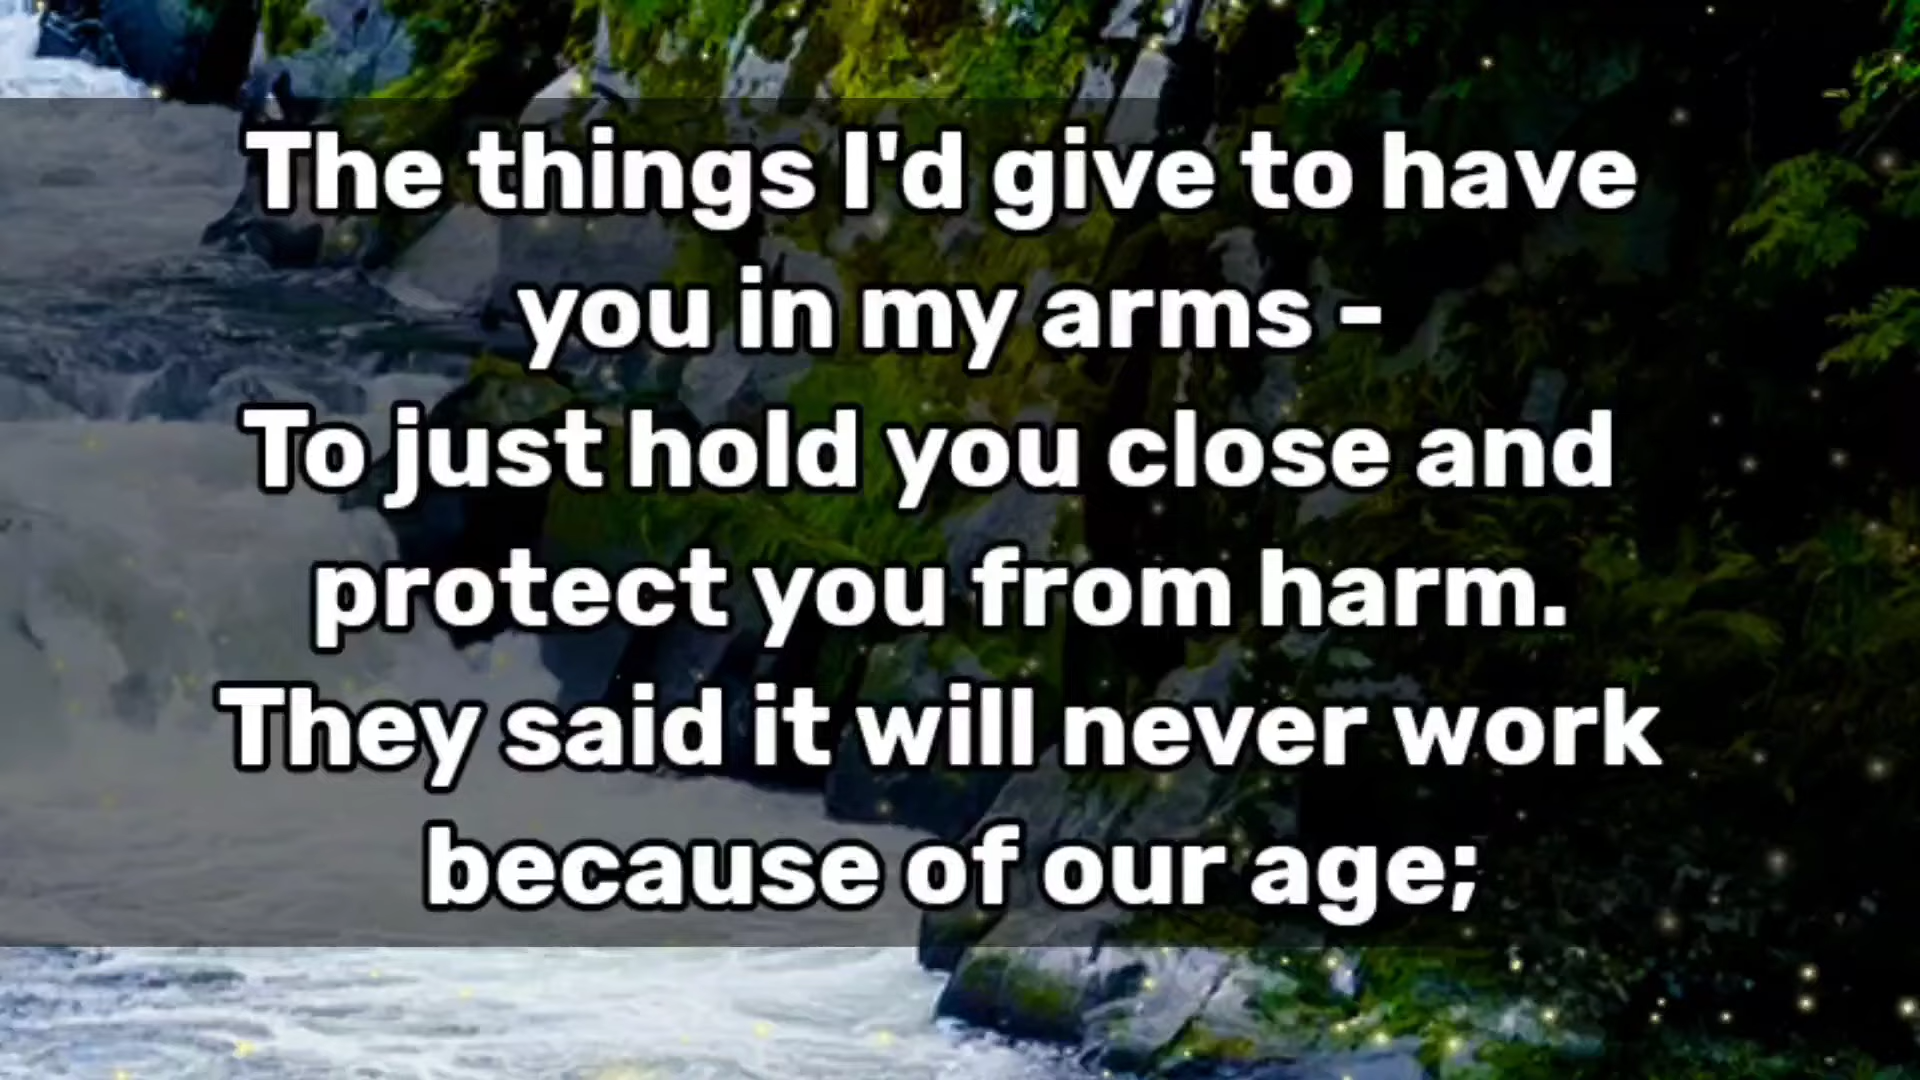 The things I'd give to have
you in my arms -
To just hold you close and
protect you from harm.
They said it will never work
because of our age;